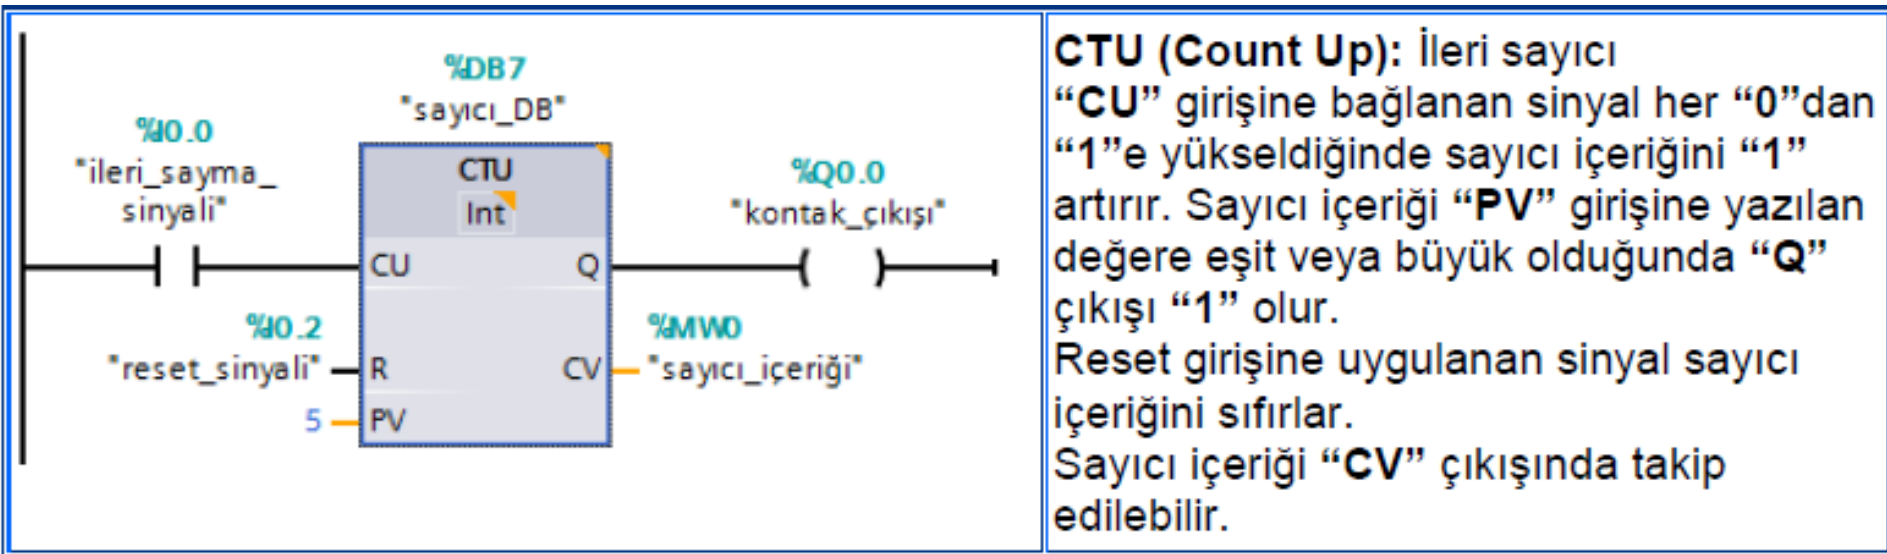 %DB7
"sayıcı_DB"
%I0.0
"ileri_sayma_
sinyali"
CTU
Int
%Q0.0
"kontak_çıkışı"
CU
Q
%I0.2
"reset_sinyali"
R
CV
%MW0
"sayıcı_içeriği"
5
PV
CTU (Count Up): İleri sayıcı
“CU” girişine bağlanan sinyal her “0”dan
“1”e yükseldiğinde sayıcı içeriğini “1”
artırır. Sayıcı içeriği “PV” girişine yazılan
değere eşit veya büyük olduğunda “Q”
çıkışı “1” olur.
Reset girişine uygulanan sinyal sayıcı
içeriğini sıfırlar.
Sayıcı içeriği “CV” çıkışında takip
edilebilir.